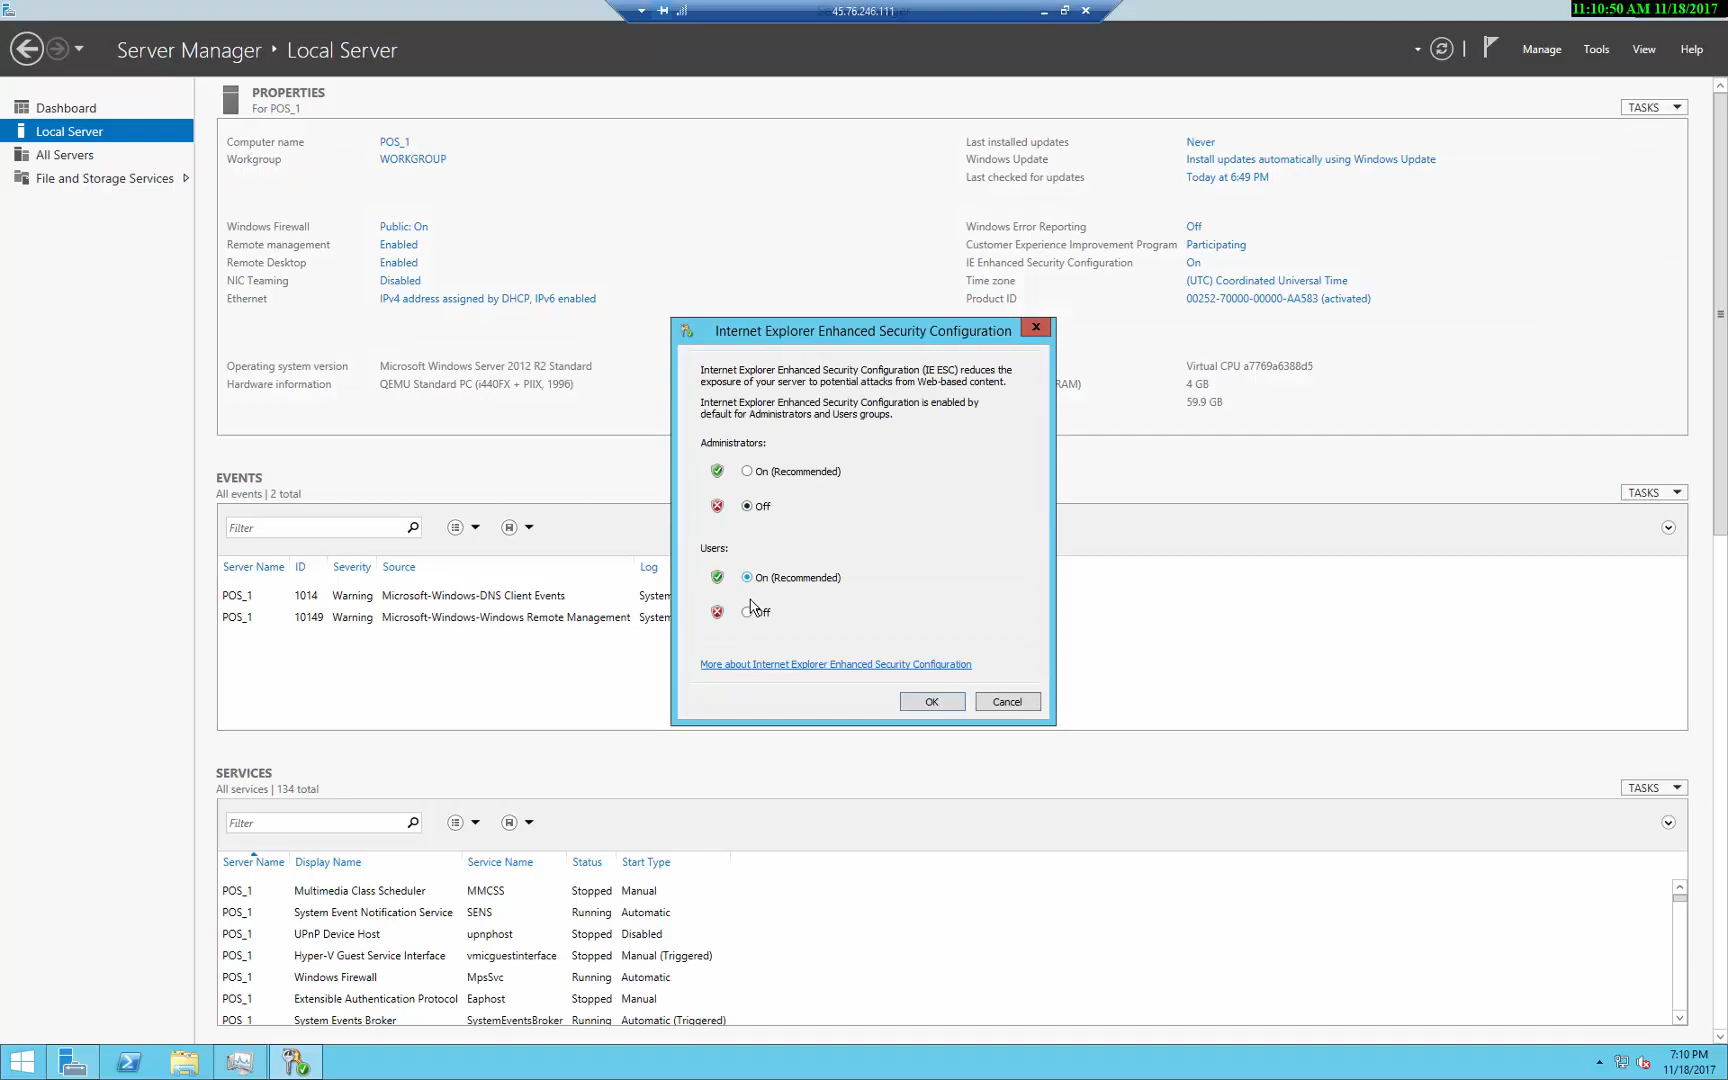 45.76.246.111
11:10:50 AM 11/18/2017
Server Manager
Local Server
Manage
Tools
View
Help
Dashboard
Local Server
All Servers
File and Storage Services
PROPERTIES
For POS_1
TASKS
Computer name POS_1
Workgroup WORKGROUP
Last installed updates Never
Windows Update Install updates automatically using Windows Update
Last checked for updates Today at 6:49 PM
Windows Firewall Public: On
Remote management Enabled
Remote Desktop Enabled
NIC Teaming Disabled
Ethernet IPv4 address assigned by DHCP, IPv6 enabled
Windows Error Reporting Off
Customer Experience Improvement Program Participating
IE Enhanced Security Configuration On
Time zone (UTC) Coordinated Universal Time
Product ID 00252-70000-00000-AA583 (activated)
Operating system version Microsoft Windows Server 2012 R2 Standard
Hardware information QEMU Standard PC (i440FX + PIIX, 1996)
Virtual CPU a7769a6388d5
RAM) 4 GB
59.9 GB
Internet Explorer Enhanced Security Configuration
Internet Explorer Enhanced Security Configuration (IE ESC) reduces the
exposure of your server to potential attacks from Web-based content.
Internet Explorer Enhanced Security Configuration is enabled by
default for Administrators and Users groups.
Administrators:
On (Recommended)
Off
Users:
On (Recommended)
Off
More about Internet Explorer Enhanced Security Configuration
OK
Cancel
EVENTS
All events | 2 total
TASKS
Filter
Server Name ID Severity Source Log
POS_1 1014 Warning Microsoft-Windows-DNS Client Events System
POS_1 10149 Warning Microsoft-Windows-Windows Remote Management System
SERVICES
All services | 134 total
TASKS
Filter
Server Name Display Name Service Name Status Start Type
POS_1 Multimedia Class Scheduler MMCSS Stopped Manual
POS_1 System Event Notification Service SENS Running Automatic
POS_1 UPnP Device Host upnphost Stopped Disabled
POS_1 Hyper-V Guest Service Interface vmicguestinterface Stopped Manual (Triggered)
POS_1 Windows Firewall MpsSvc Running Automatic
POS_1 Extensible Authentication Protocol Eaphost Stopped Manual
POS_1 System Events Broker SystemEventsBroker Running Automatic (Triggered)
7:10 PM
11/18/2017